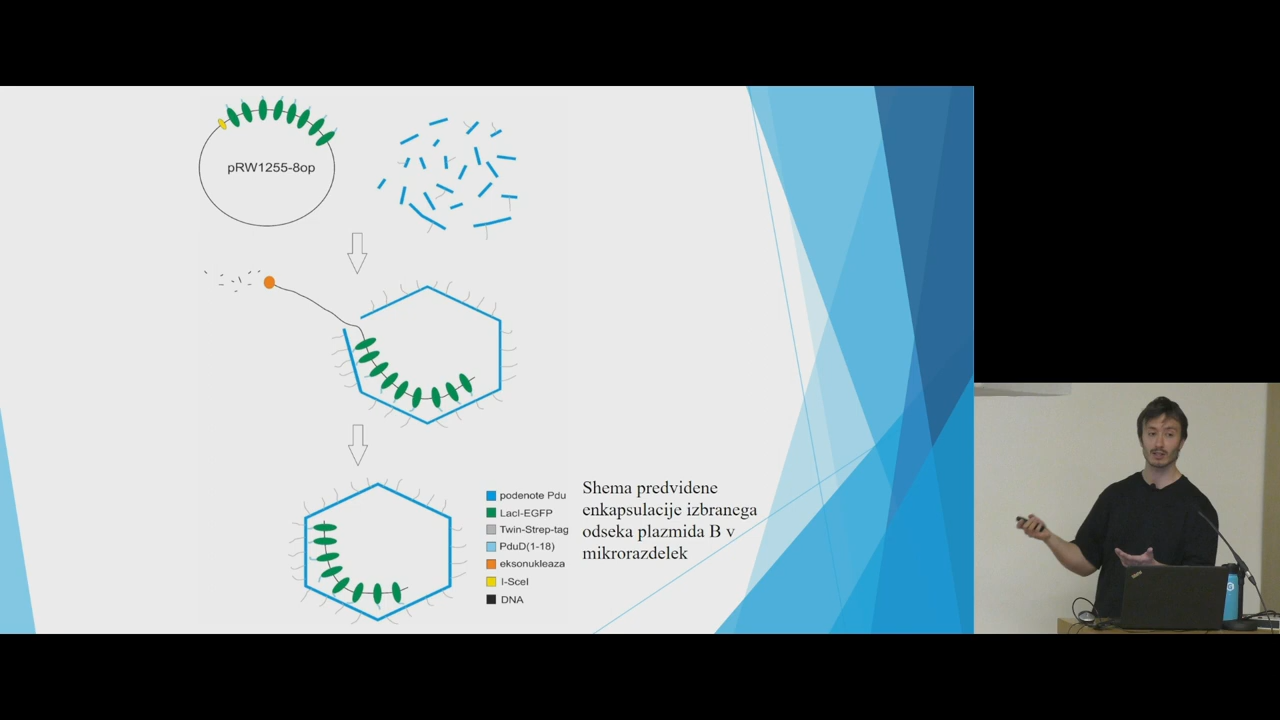 pRW1255-8op
podenote Pdu
LacI-EGFP
Twin-Strep-tag
PduD(1-18)
eksonukleaza
I-SceI
DNA
Shema predvidene
enkapsulacije izbranega
odseka plazmida B v
mikrorazdelek